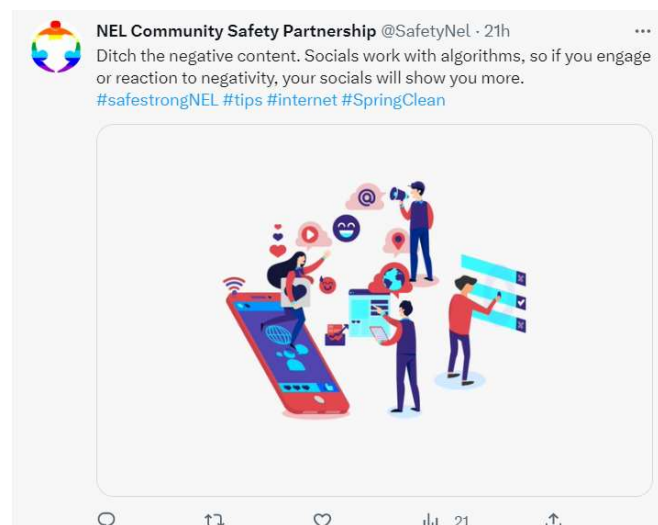 NEL Community Safety Partnership @SafetyNel · 21h
Ditch the negative content. Socials work with algorithms, so if you engage
or reaction to negativity, your socials will show you more.
#safestrongNEL #tips #internet #SpringClean
@
21